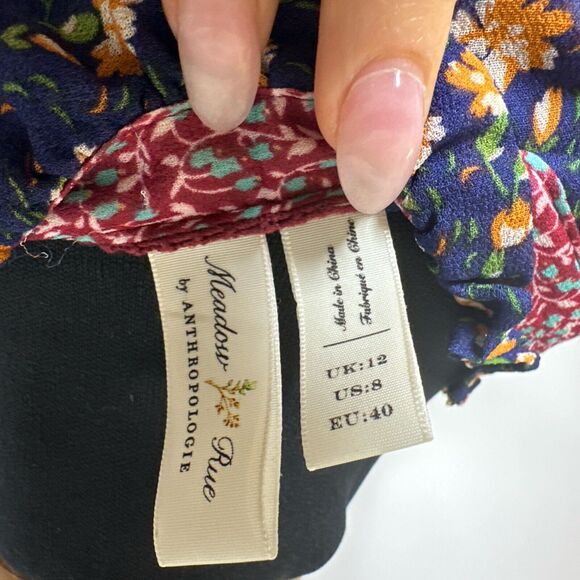 Meadow Rue
by ANTHROPOLOGIE
Made in China
Fabriqué en Chine
UK:12
US:8
EU:40